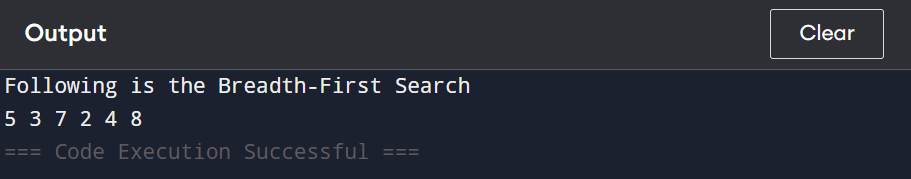 Output
Clear
Following is the Breadth-First Search
5 3 7 2 4 8
=== Code Execution Successful ===